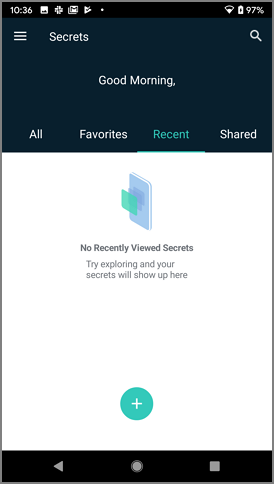 10:36
97%
Secrets
Good Morning,
All
Favorites
Recent
Shared
No Recently Viewed Secrets
Try exploring and your
secrets will show up here